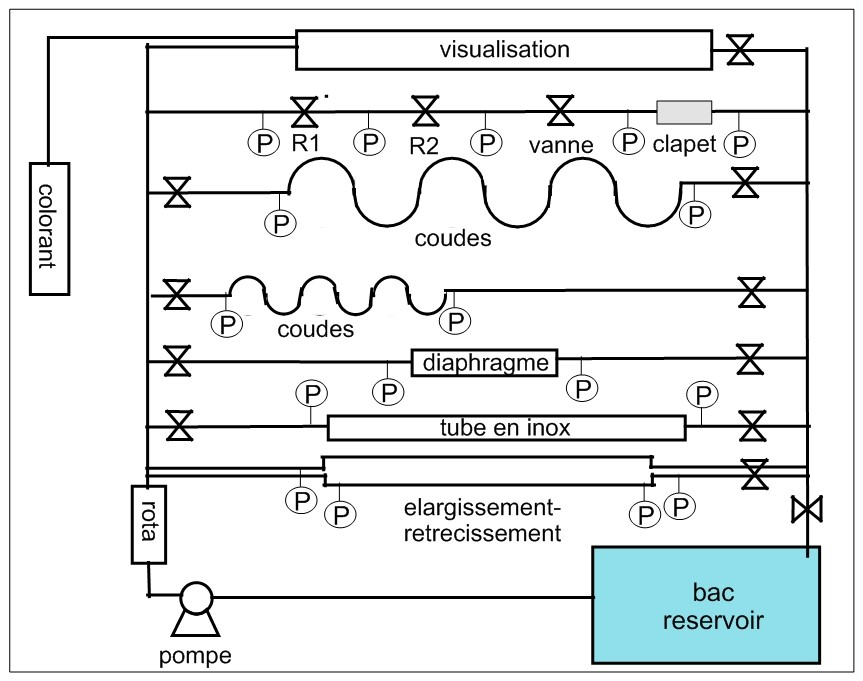 visualisation
P
R1
P
R2
P
vanne
P
clapet
P
colorant
P
coudes
P
P
coudes
P
diaphragme
P
P
P
P
tube en inox
P
P
P
P
elargissement-
retrecissement
rota
bac
reservoir
pompe